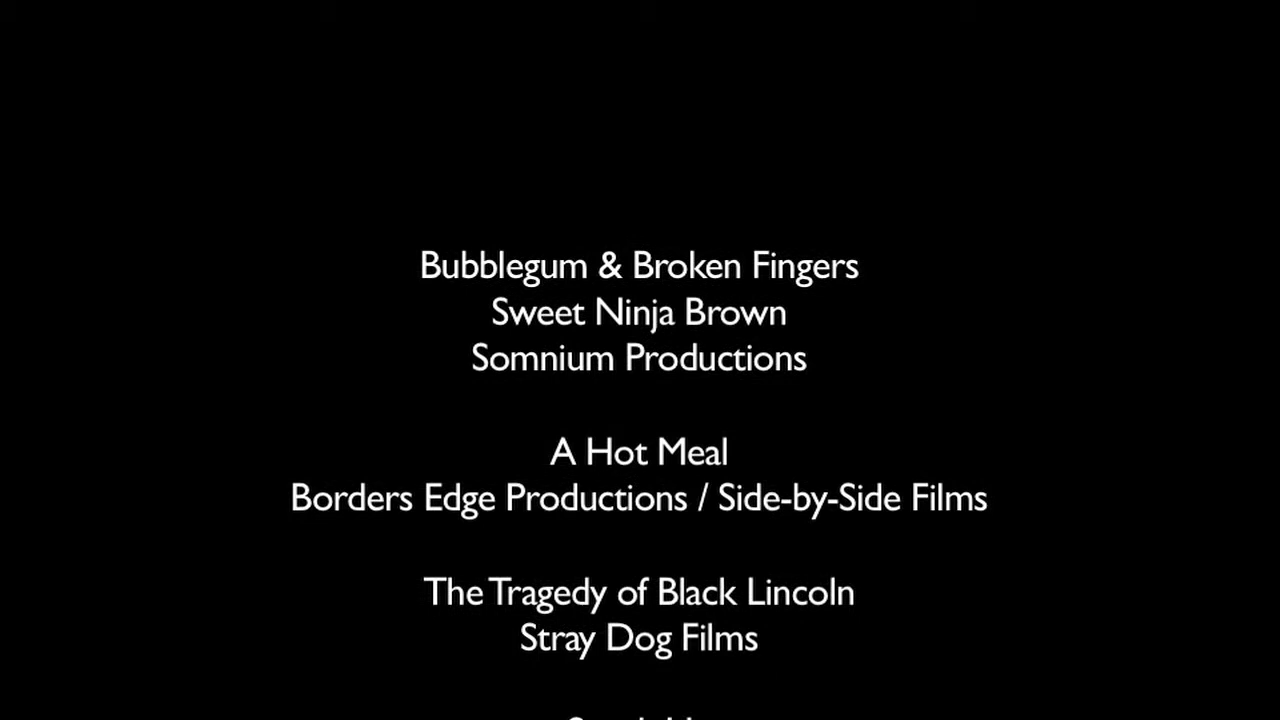 Bubblegum & Broken Fingers
Sweet Ninja Brown
Somnium Productions
A Hot Meal
Borders Edge Productions / Side-by-Side Films
The Tragedy of Black Lincoln
Stray Dog Films